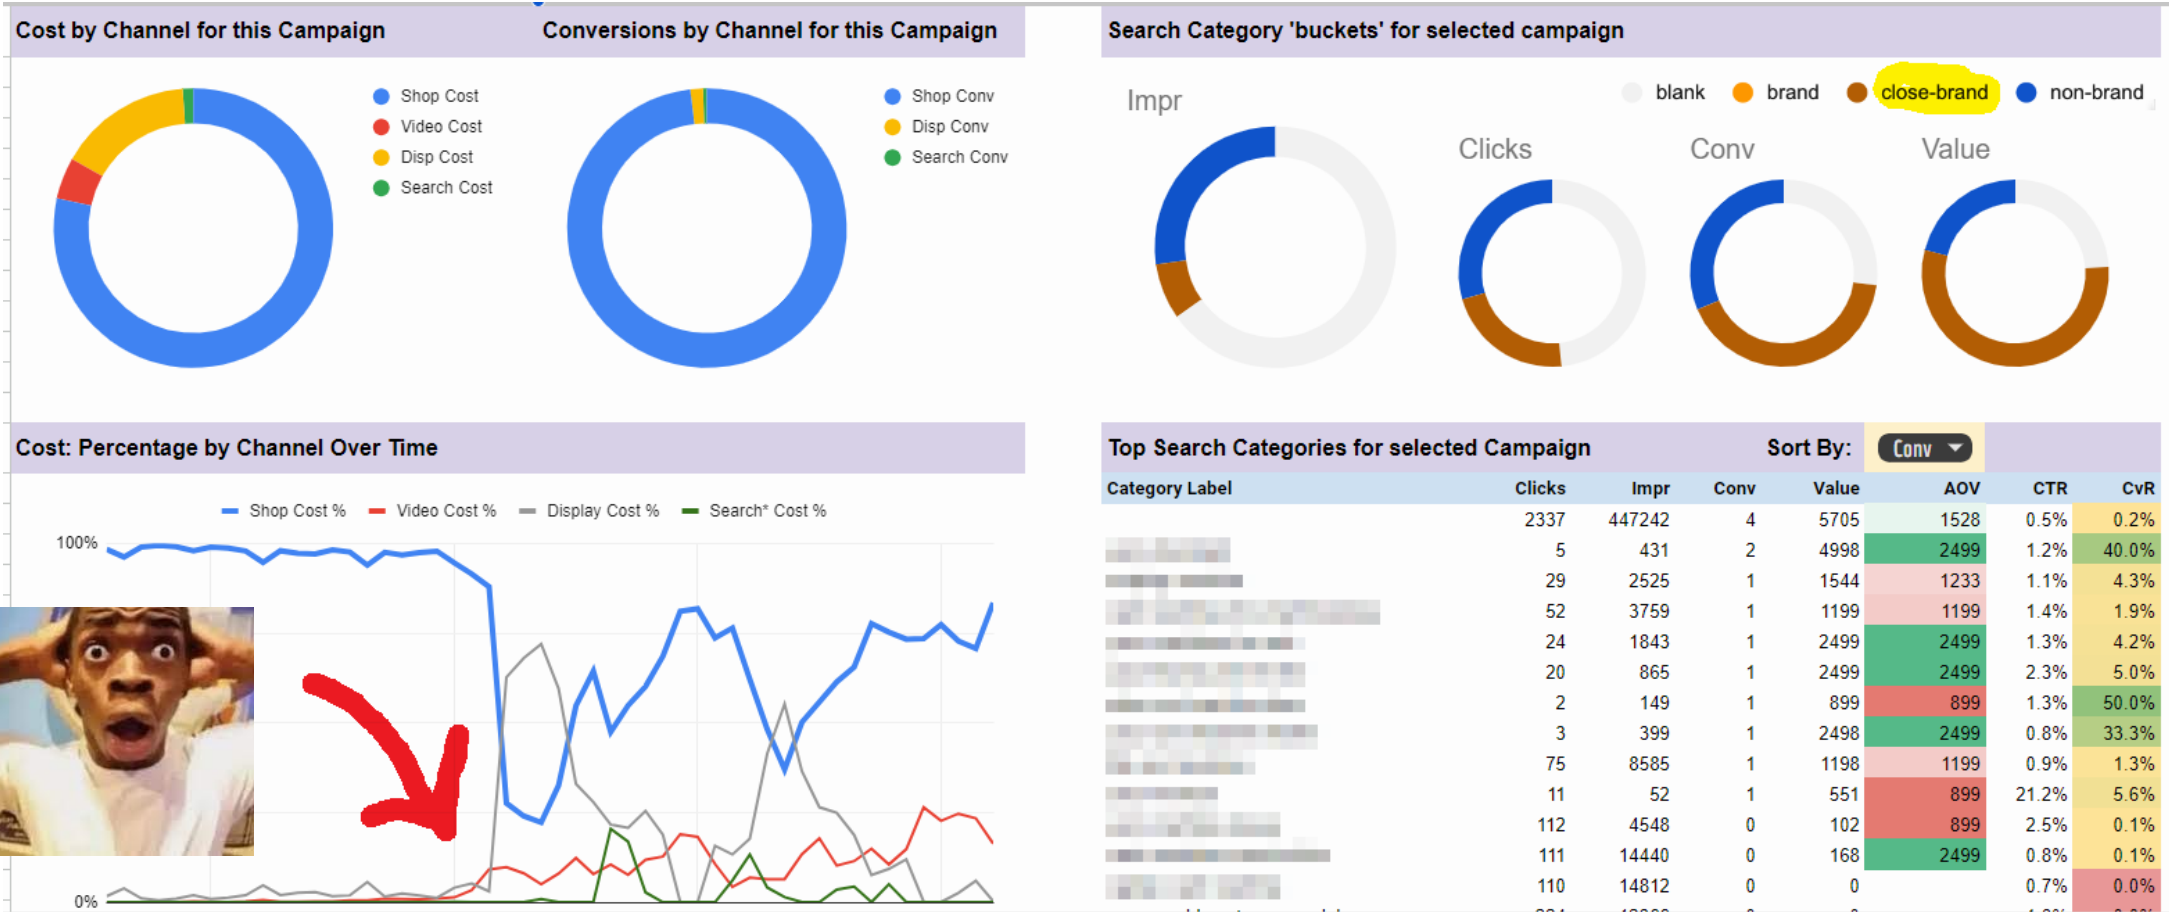 Cost by Channel for this Campaign
Conversions by Channel for this Campaign
Shop Cost
Video Cost
Disp Cost
Search Cost
Shop Conv
Disp Conv
Search Conv
Search Category 'buckets' for selected campaign
blank brand close-brand non-brand
Impr
Clicks
Conv
Value
Cost: Percentage by Channel Over Time
Shop Cost % Video Cost % Display Cost % Search* Cost %
100%
0%
Top Search Categories for selected Campaign Sort By: Conv
Category Label Clicks Impr Conv Value AOV CTR CvR
2337 447242 4 5705 1528 0.5% 0.2%
5 431 2 4998 2499 1.2% 40.0%
29 2525 1 1544 1233 1.1% 4.3%
52 3759 1 1199 1199 1.4% 1.9%
24 1843 1 2499 2499 1.3% 4.2%
20 865 1 2499 2499 2.3% 5.0%
2 149 1 899 899 1.3% 50.0%
3 399 1 2498 2499 0.8% 33.3%
75 8585 1 1198 1199 0.9% 1.3%
11 52 1 551 899 21.2% 5.6%
112 4548 0 102 899 2.5% 0.1%
111 14440 0 168 2499 0.8% 0.1%
110 14812 0 0 0.7% 0.0%